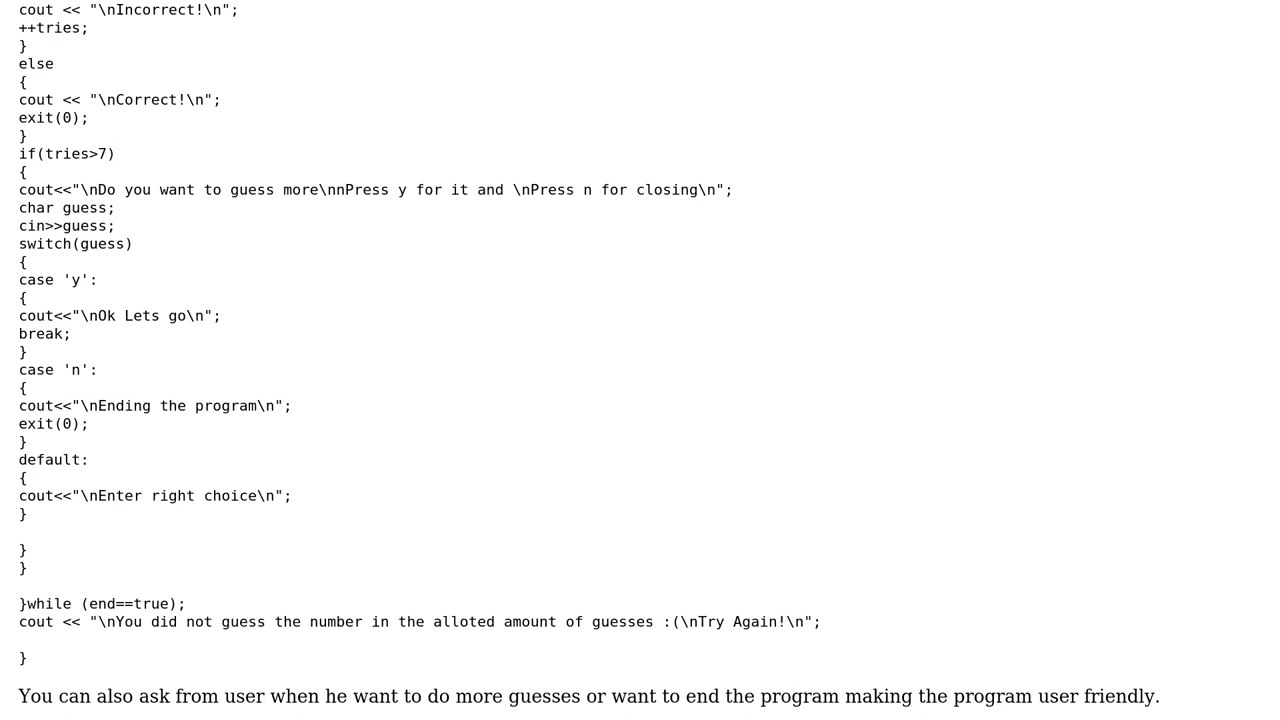 cout << "\nIncorrect!\n";
++tries;
}
else
{
cout << "\nCorrect!\n";
exit(0);
}
if(tries>7)
{
cout<<"\nDo you want to guess more\nnPress y for it and \nPress n for closing\n";
char guess;
cin>>guess;
switch(guess)
{
case 'y':
{
cout<<"\nOk Lets go\n";
break;
}
case 'n':
{
cout<<"\nEnding the program\n";
exit(0);
}
default:
{
cout<<"\nEnter right choice\n";
}
}
}
}while (end==true);
cout << "\nYou did not guess the number in the alloted amount of guesses :(\nTry Again!\n";
}
You can also ask from user when he want to do more guesses or want to end the program making the program user friendly.